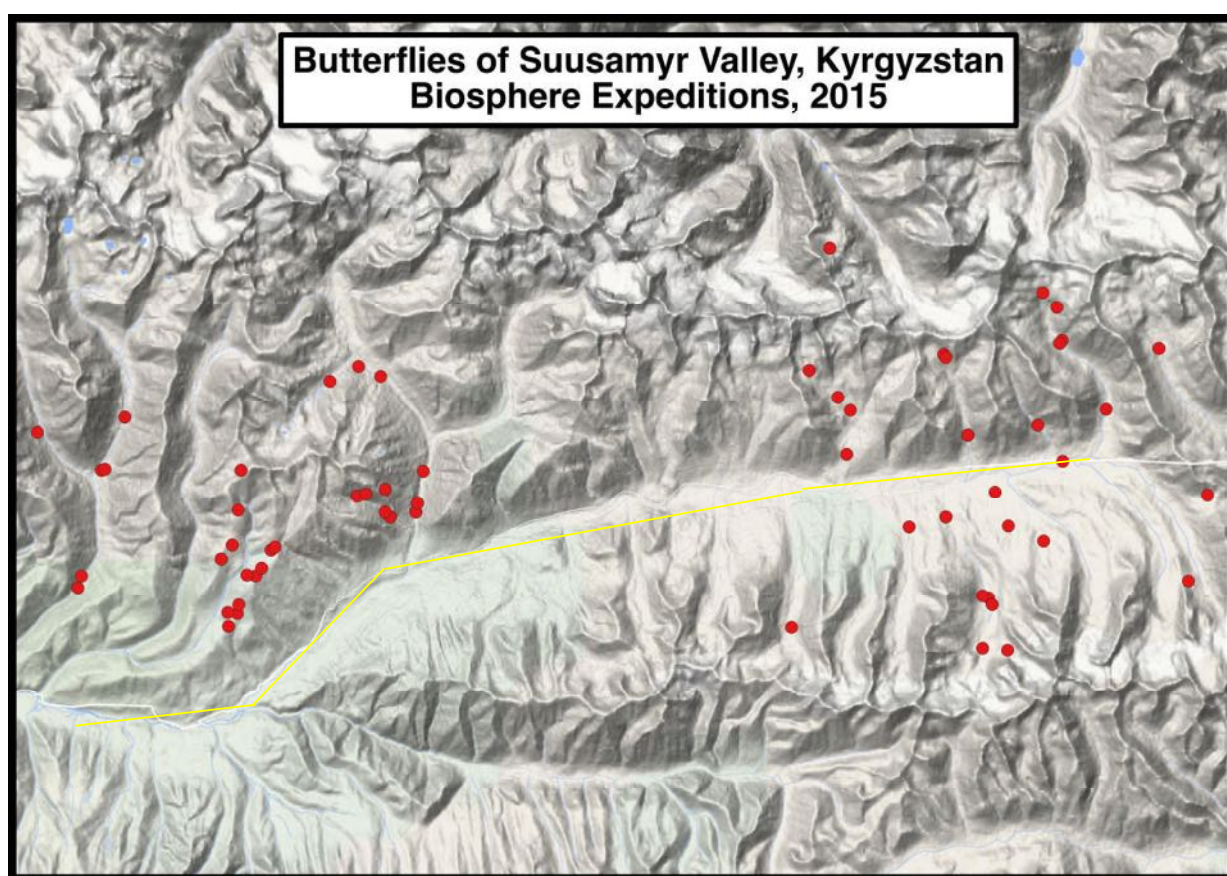 Butterflies of Suusamyr Valley, Kyrgyzstan
Biosphere Expeditions, 2015